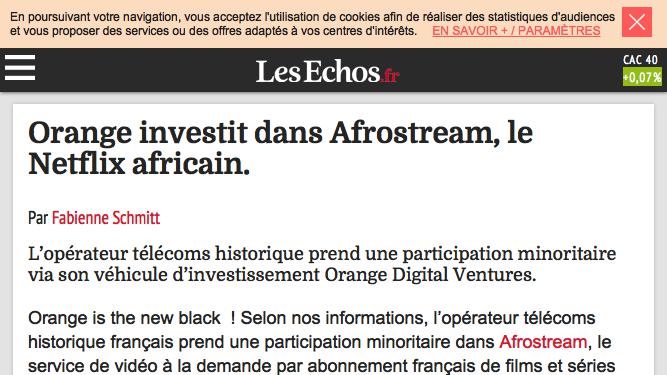 En poursuivant votre navigation, vous acceptez l'utilisation de cookies afin de réaliser des statistiques d'audiences
et vous proposer des services ou des offres adaptés à vos centres d'intérêts. EN SAVOIR + / PARAMÈTRES
LesEchos.fr
CAC 40
+0,07%
Orange investit dans Afrostream, le
Netflix africain.
Par Fabienne Schmitt
L’opérateur télécoms historique prend une participation minoritaire
via son véhicule d’investissement Orange Digital Ventures.
Orange is the new black  ! Selon nos informations, l’opérateur télécoms
historique français prend une participation minoritaire dans Afrostream, le
service de vidéo à la demande par abonnement français de films et séries